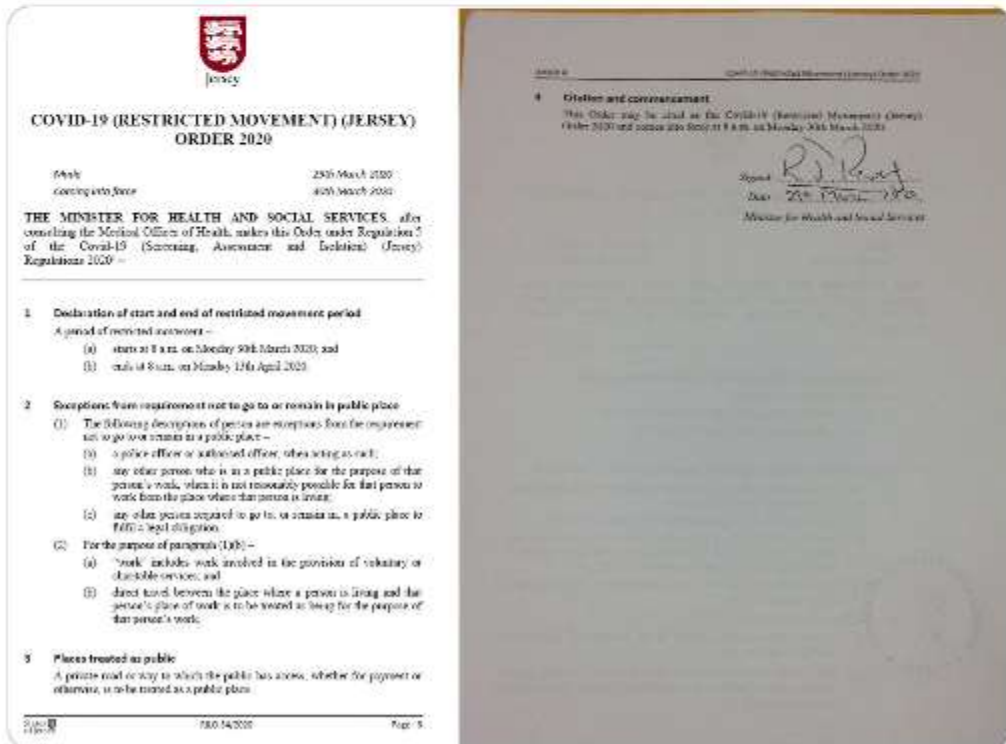 Jersey
COVID-19 (RESTRICTED MOVEMENT) (JERSEY)
ORDER 2020
Made 29th March 2020
Coming into force 30th March 2020
THE MINISTER FOR HEALTH AND SOCIAL SERVICES, after
consulting the Medical Officer of Health, makes this Order under Regulation 5
of the Covid-19 (Screening, Assessment and Isolation) (Jersey)
Regulations 2020 –
1 Declaration of start and end of restricted movement period
A period of restricted movement –
(a) starts at 8 a.m. on Monday 30th March 2020; and
(b) ends at 8 a.m. on Monday 13th April 2020.
2 Exceptions from requirement not to go to or remain in public place
(1) The following descriptions of person are exceptions from the requirement
not to go to or remain in a public place –
(a) a police officer or authorised officer, when acting as such;
(b) any other person who is in a public place for the purpose of that
person's work, when it is not reasonably possible for that person to
work from the place where that person is living;
(c) any other person required to go to, or remain in, a public place to
fulfil a legal obligation.
(2) For the purpose of paragraph (1)(b) –
(a) "work" includes work involved in the provision of voluntary or
charitable services; and
(b) direct travel between the place where a person is living and that
person's place of work is to be treated as being for the purpose of
that person's work.
3 Places treated as public
A private road or way to which the public has access, whether for payment or
otherwise, is to be treated as a public place.
R&O.34/2020 Page - 3
Covid-19 (Restricted Movement) (Jersey) Order 2020
4 Citation and commencement
This Order may be cited as the Covid-19 (Restricted Movement) (Jersey)
Order 2020 and comes into force at 8 a.m. on Monday 30th March 2020.
Signed
Date 29th March 2020
Minister for Health and Social Services